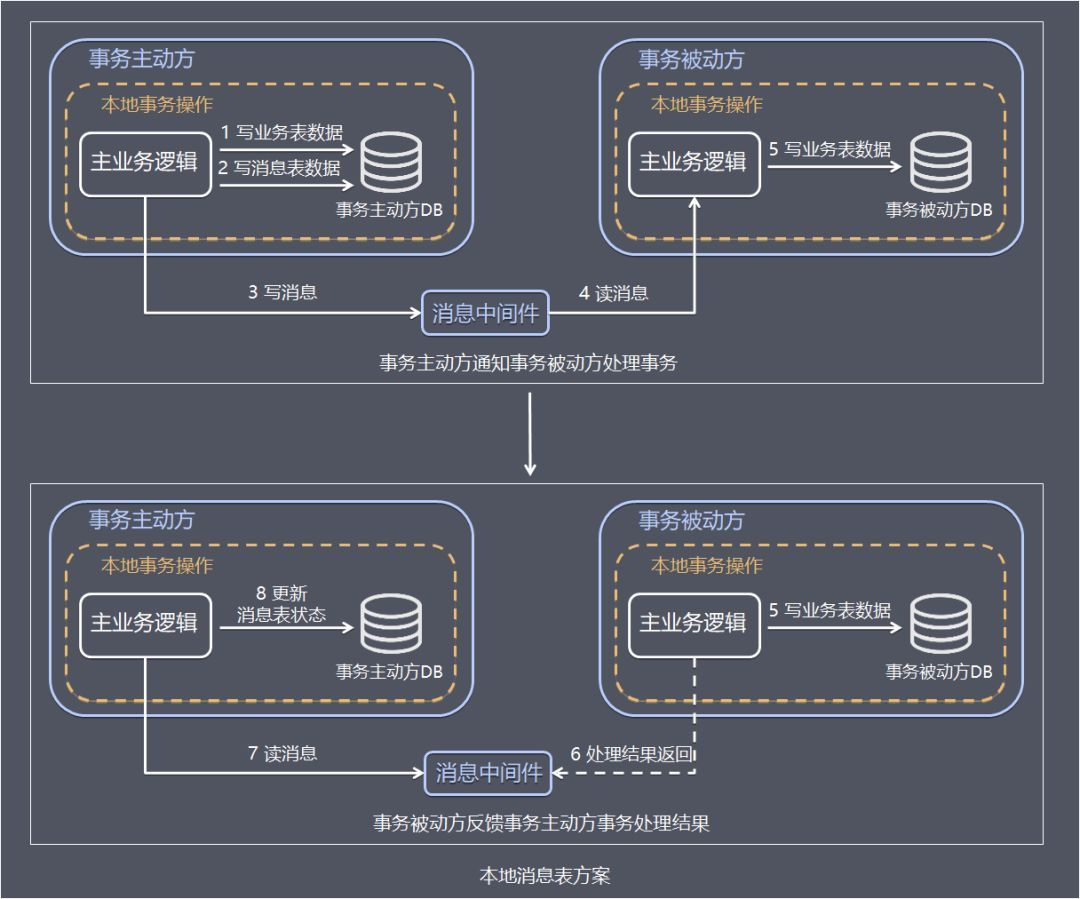 事务主动方
本地事务操作
主业务逻辑
1 写业务表数据
2 写消息表数据
事务主动方DB
事务被动方
本地事务操作
主业务逻辑
5 写业务表数据
事务被动方DB
3 写消息
消息中间件
4 读消息
事务主动方通知事务被动方处理事务
事务主动方
本地事务操作
主业务逻辑
8 更新
消息表状态
事务主动方DB
事务被动方
本地事务操作
主业务逻辑
5 写业务表数据
事务被动方DB
7 读消息
消息中间件
6 处理结果返回
事务被动方反馈事务主动方事务处理结果
本地消息表方案